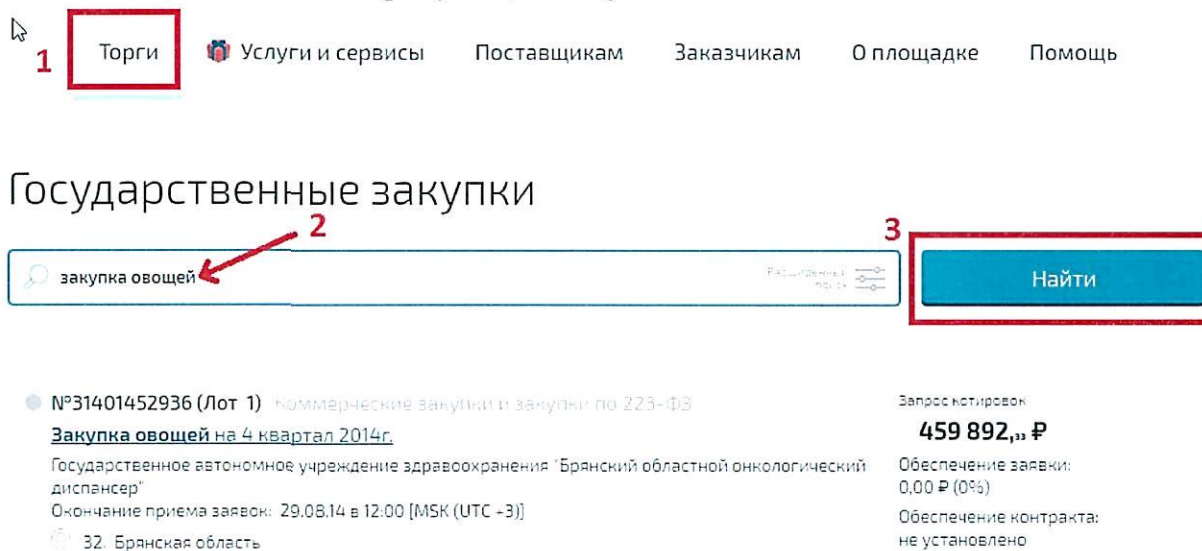 1 Торги Услуги и сервисы Поставщикам Заказчикам О площадке Помощь
Государственные закупки
2
3
закупка овощей Расширенный
поиск
Найти
№31401452936 (Лот 1) Коммерческие закупки и закупки по 223-ФЗ
Закупка овощей на 4 квартал 2014г.
Государственное автономное учреждение здравоохранения "Брянский областной онкологический
диспансер"
Окончание приема заявок: 29.08.14 в 12:00 [MSK (UTC +3)]
32. Брянская область
Запрос котировок
459 892,33 ₽
Обеспечение заявки:
0,00 ₽ (0%)
Обеспечение контракта:
не установлено